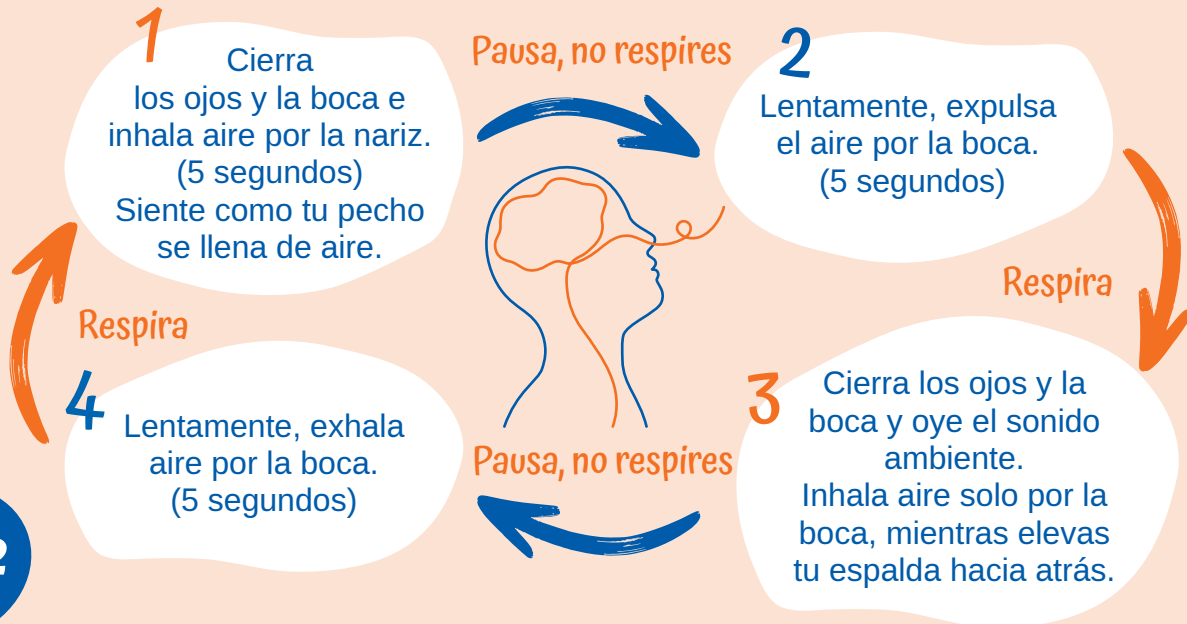 1
Cierra
los ojos y la boca e
inhala aire por la nariz.
(5 segundos)
Siente como tu pecho
se llena de aire.
Pausa, no respires
2
Lentamente, expulsa
el aire por la boca.
(5 segundos)
Respira
3
Cierra los ojos y la
boca y oye el sonido
ambiente.
Inhala aire solo por la
boca, mientras elevas
tu espalda hacia atrás.
Pausa, no respires
4
Lentamente, exhala
aire por la boca.
(5 segundos)
Respira